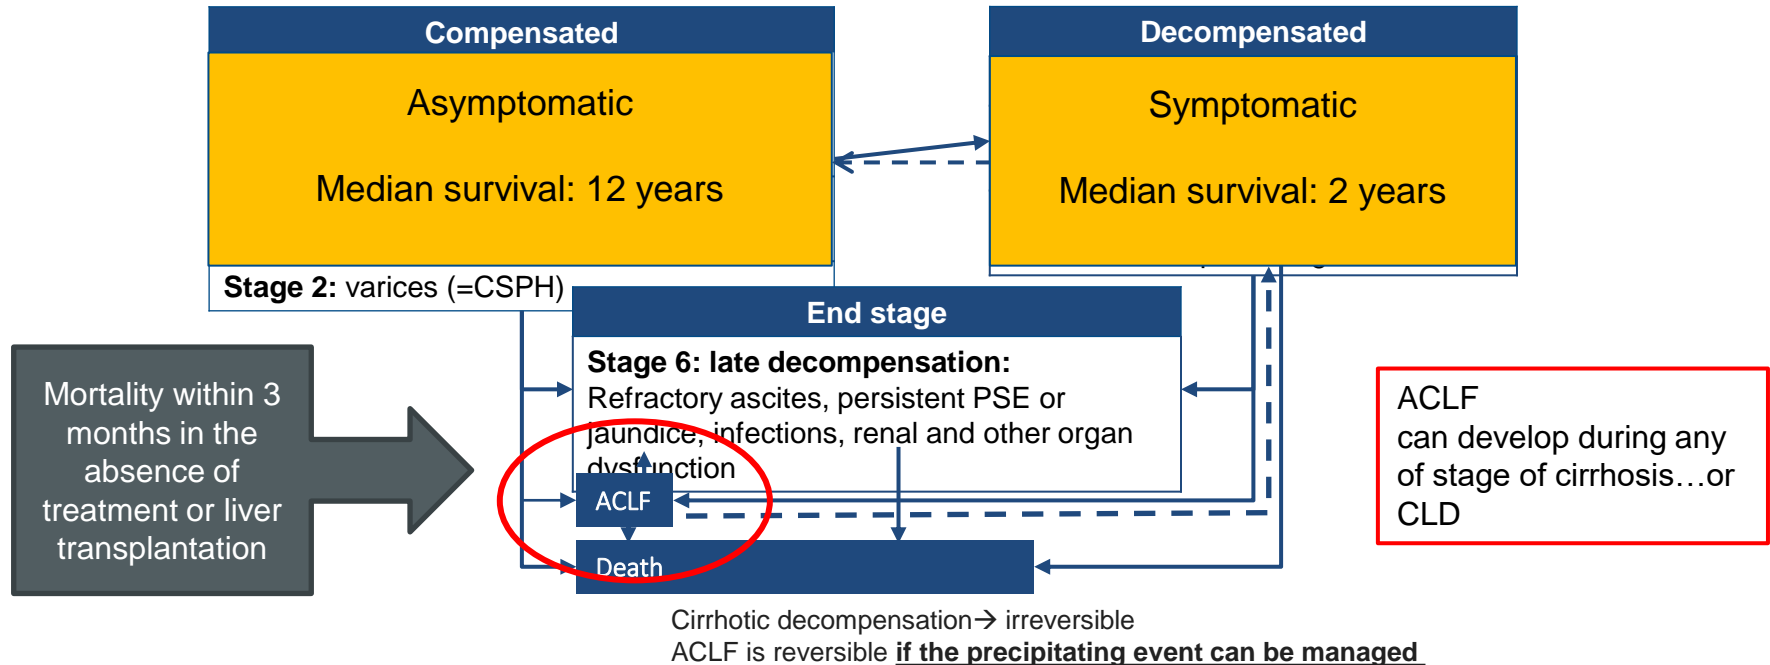 Compensated
Asymptomatic
Median survival: 12 years
Stage 2: varices (=CSPH)
Decompensated
Symptomatic
Median survival: 2 years
End stage
Stage 6: late decompensation:
Refractory ascites, persistent PSE or
jaundice, infections, renal and other organ
dysfunction
ACLF
Death
Mortality within 3
months in the
absence of
treatment or liver
transplantation
ACLF
can develop during any
of stage of cirrhosis…or
CLD
Cirrhotic decompensation→ irreversible
ACLF is reversible if the precipitating event can be managed